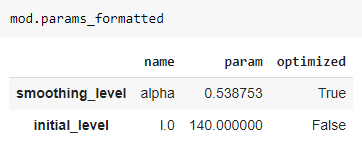 mod.params_formatted
name param optimized
smoothing_level alpha 0.538753 True
initial_level l.0 140.000000 False